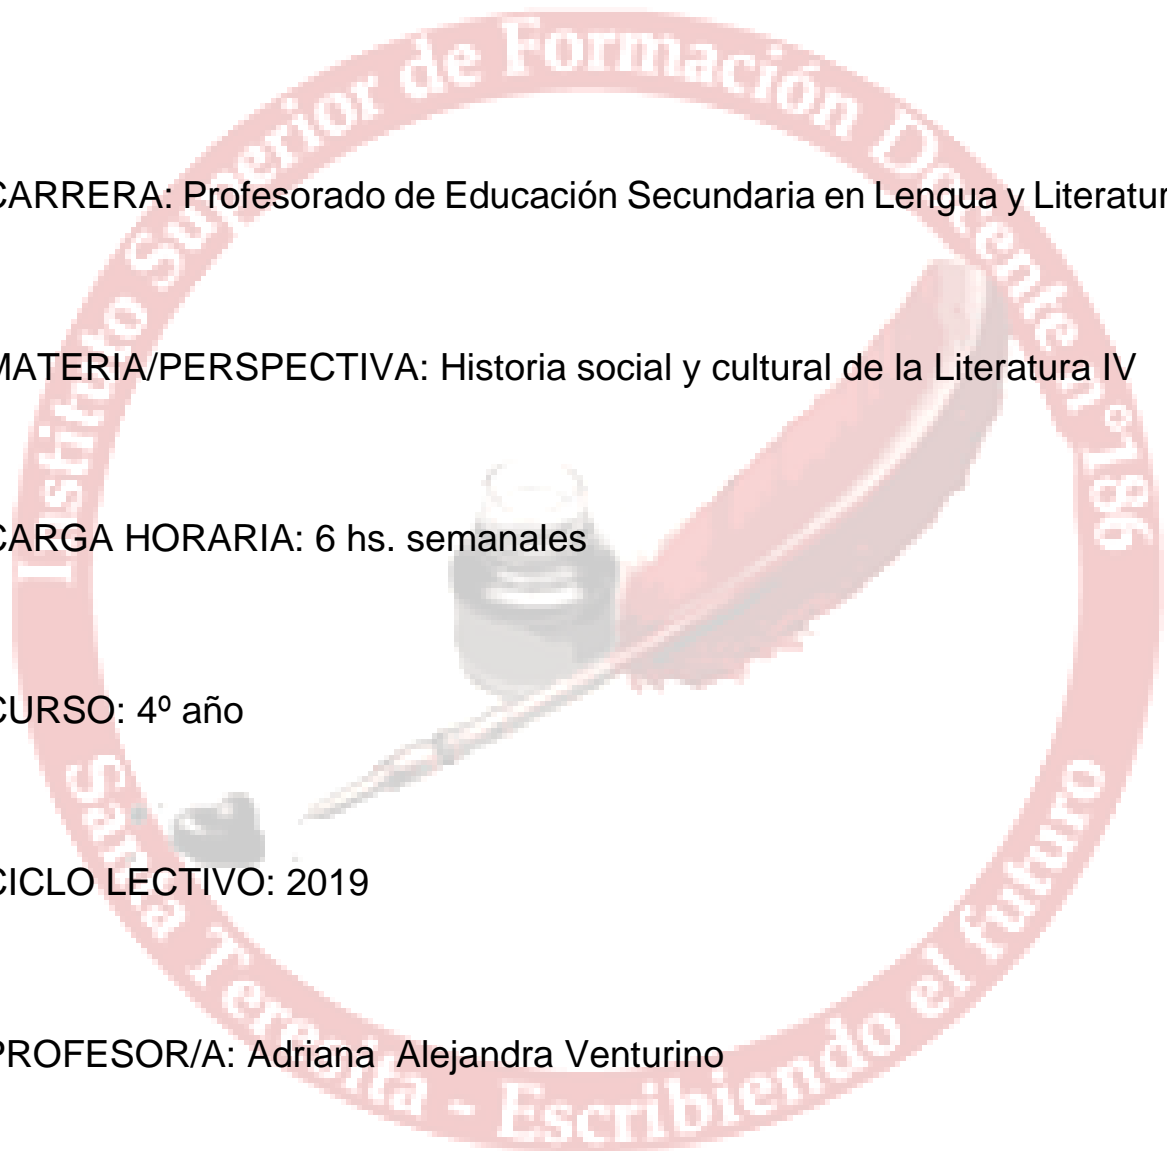 Instituto Superior de Formación Docente n°186
CARRERA: Profesorado de Educación Secundaria en Lengua y Literatur
MATERIA/PERSPECTIVA: Historia social y cultural de la Literatura IV
CARGA HORARIA: 6 hs. semanales
CURSO: 4º año
CICLO LECTIVO: 2019
PROFESOR/A: Adriana Alejandra Venturino
Santa Teresita - Escribiendo el futuro